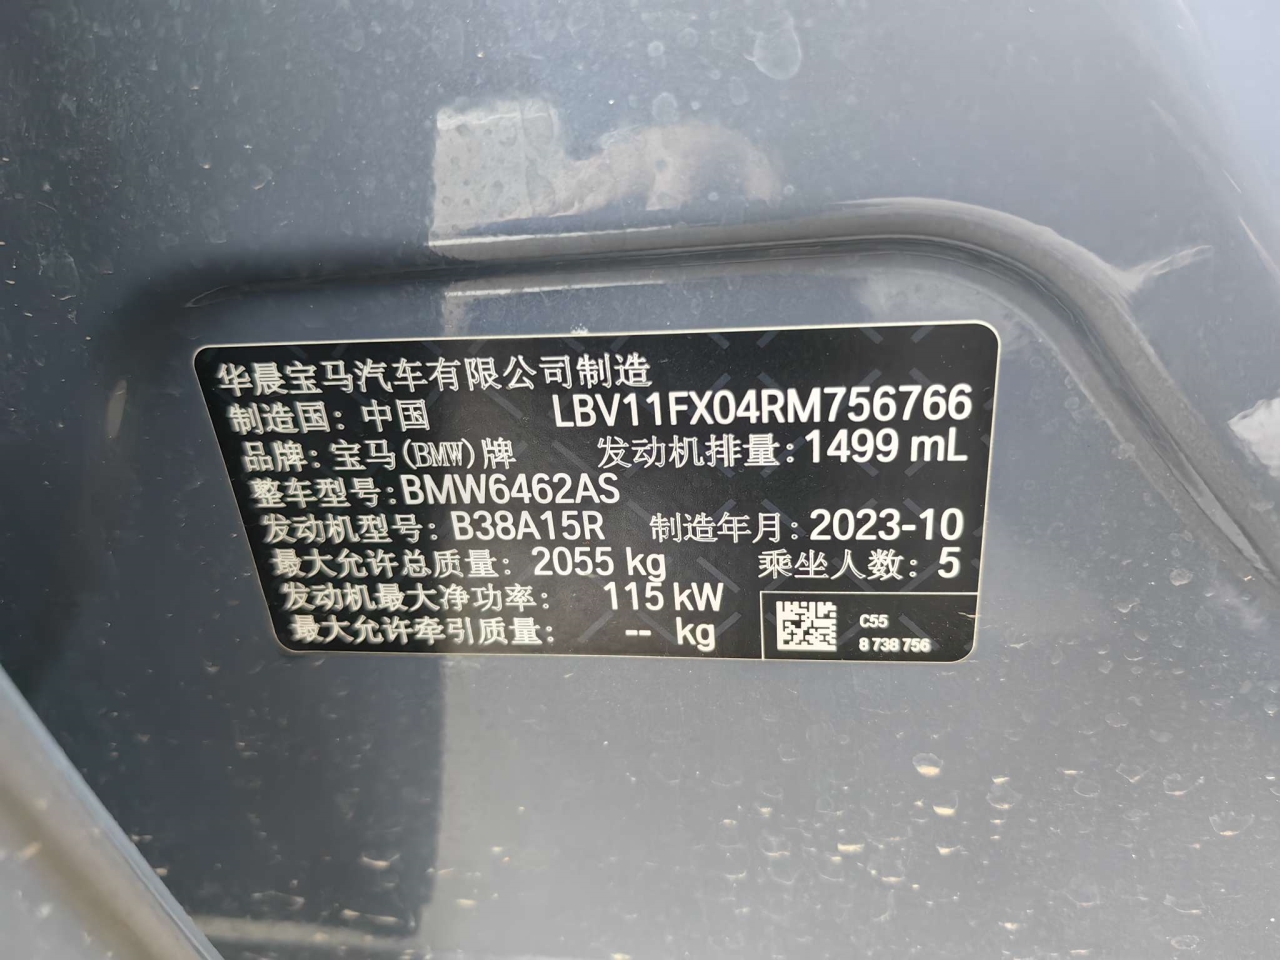 华晨宝马汽车有限公司制造
制造国：中国 LBV11FX04RM756766
品牌：宝马(BMW)牌 发动机排量：1499 mL
整车型号：BMW6462AS
发动机型号：B38A15R 制造年月：2023-10
最大允许总质量：2055 kg 乘坐人数：5
发动机最大净功率： 115 kW
最大允许牵引质量： -- kg
C55
8 738 756